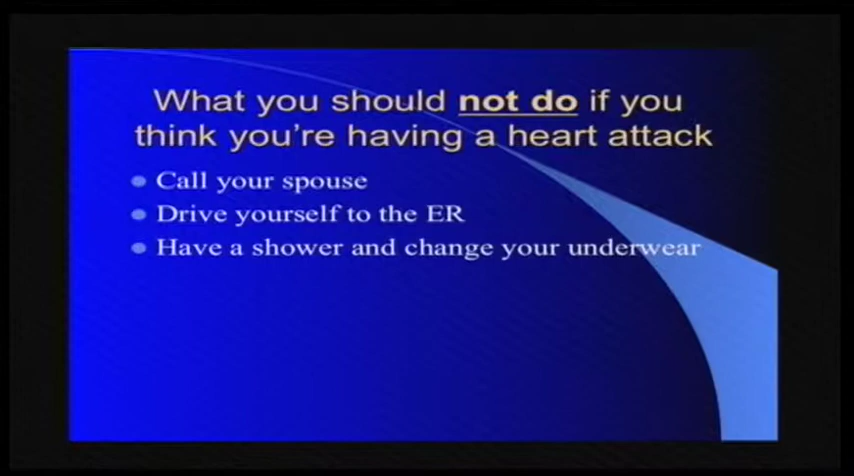 What you should not do if you
think you're having a heart attack
Call your spouse
Drive yourself to the ER
Have a shower and change your underwear